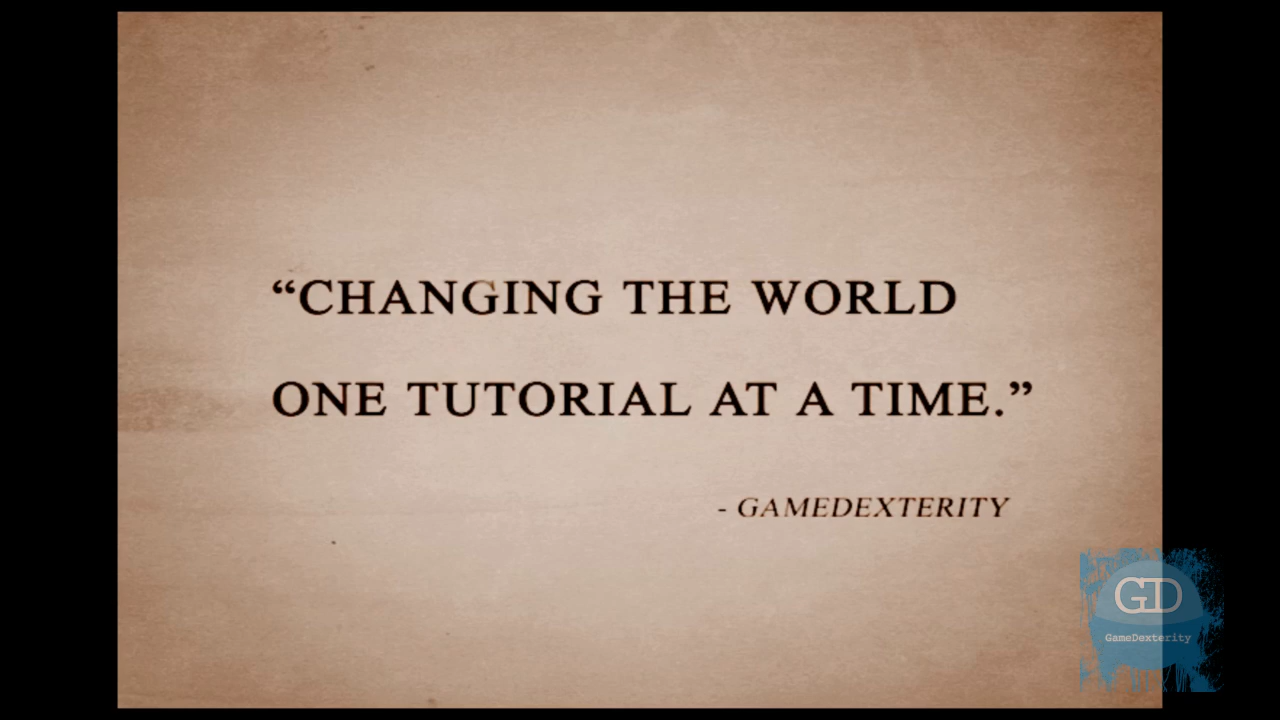 “CHANGING THE WORLD
ONE TUTORIAL AT A TIME.”
- GAMEDEXTERITY
GD
GameDexterity